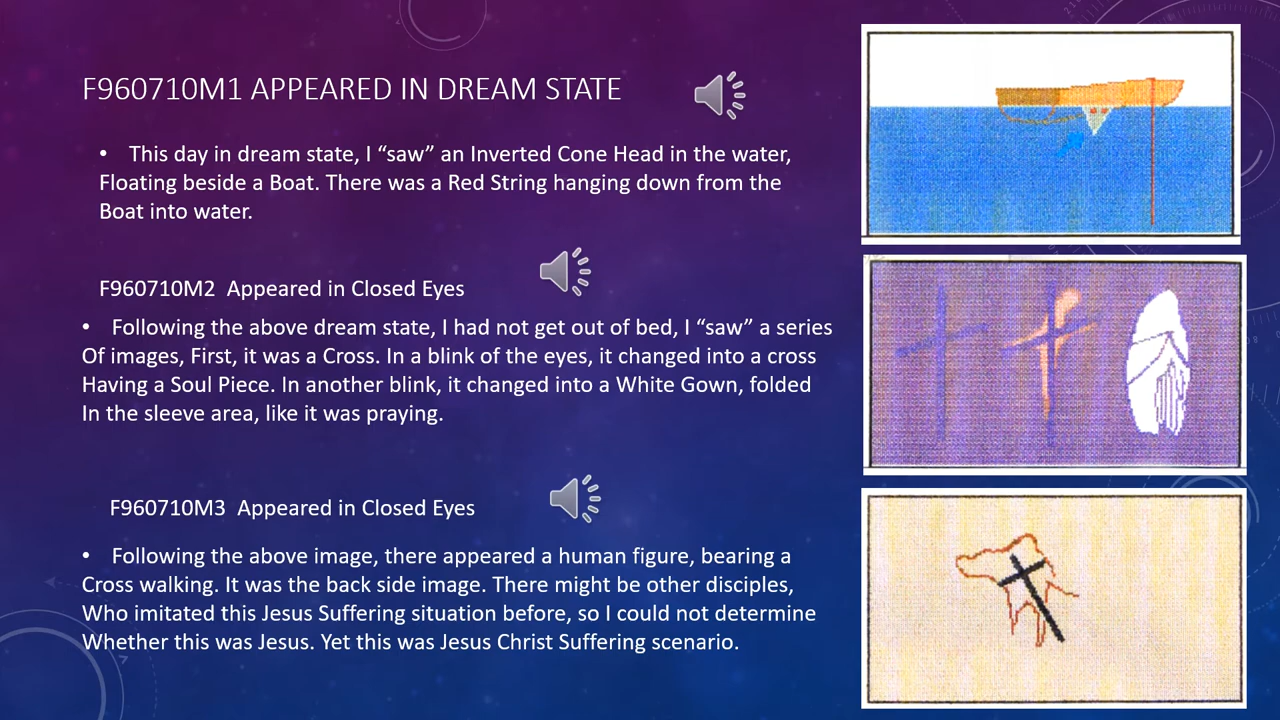 F960710M1 APPEARED IN DREAM STATE
• This day in dream state, I “saw” an Inverted Cone Head in the water,
Floating beside a Boat. There was a Red String hanging down from the
Boat into water.
F960710M2 Appeared in Closed Eyes
• Following the above dream state, I had not get out of bed, I “saw” a series
Of images, First, it was a Cross. In a blink of the eyes, it changed into a cross
Having a Soul Piece. In another blink, it changed into a White Gown, folded
In the sleeve area, like it was praying.
F960710M3 Appeared in Closed Eyes
• Following the above image, there appeared a human figure, bearing a
Cross walking. It was the back side image. There might be other disciples,
Who imitated this Jesus Suffering situation before, so I could not determine
Whether this was Jesus. Yet this was Jesus Christ Suffering scenario.